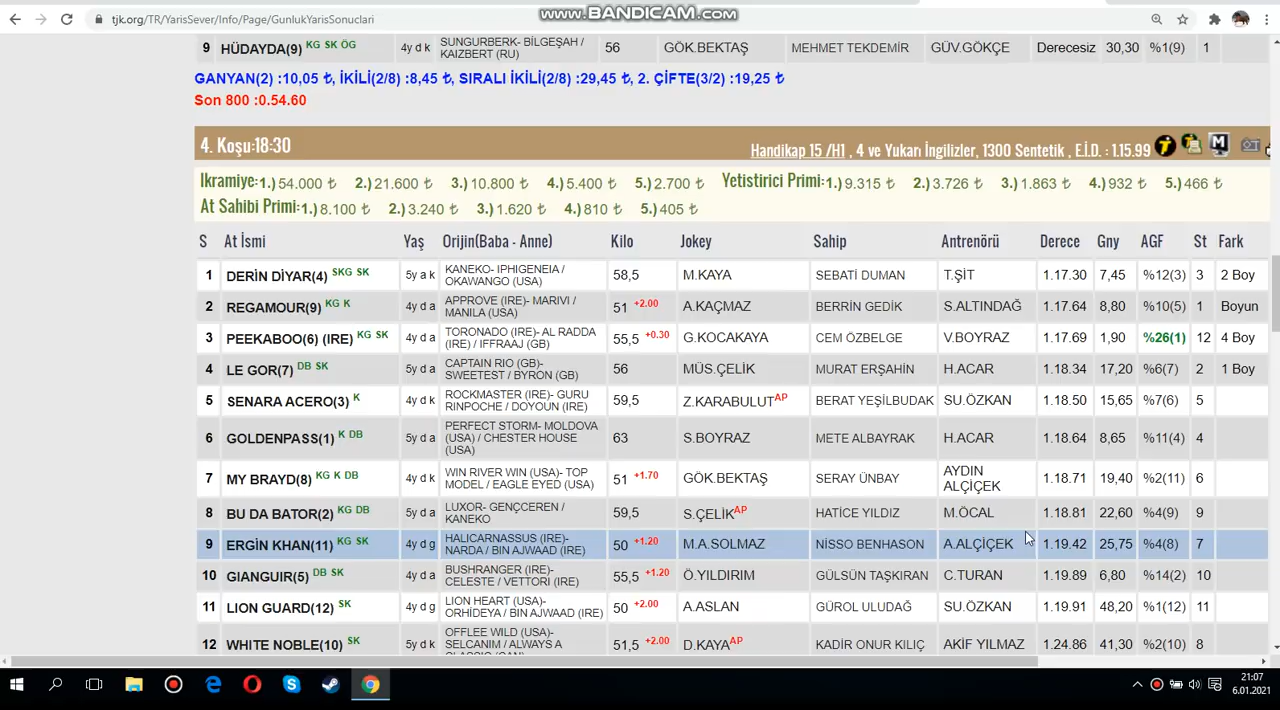 tjk.org/TR/YarisSever/Info/Page/GunlukYarisSonuclari
www.BANDICAM.com
9 HÜDAYDA(9) KG SK ÖG 4y d k SUNGURBERK- BİLGEŞAH / KAIZBERT (RU) 56 GÖK.BEKTAŞ MEHMET TEKDEMİR GÜV.GÖKÇE Derecesiz 30,30 %1(9) 1
GANYAN(2) :10,05 ₺, İKİLİ(2/8) :8,45 ₺, SIRALI İKİLİ(2/8) :29,45 ₺, 2. ÇİFTE(3/2) :19,25 ₺
Son 800 :0.54.60
4. Koşu:18:30 Handikap 15 /H1 , 4 ve Yukarı İngilizler, 1300 Sentetik , E.İ.D. : 1.15.99
İkramiye:1.) 54.000 ₺ 2.) 21.600 ₺ 3.) 10.800 ₺ 4.) 5.400 ₺ 5.) 2.700 ₺ Yetistirici Primi:1.) 9.315 ₺ 2.) 3.726 ₺ 3.) 1.863 ₺ 4.) 932 ₺ 5.) 466 ₺
At Sahibi Primi:1.) 8.100 ₺ 2.) 3.240 ₺ 3.) 1.620 ₺ 4.) 810 ₺ 5.) 405 ₺
S At İsmi Yaş Orijin(Baba - Anne) Kilo Jokey Sahip Antrenörü Derece Gny AGF St Fark
1 DERİN DİYAR(4) SKG SK 5y a k KANEKO- IPHIGENEIA / OKAWANGO (USA) 58,5 M.KAYA SEBATİ DUMAN T.ŞİT 1.17.30 7,45 %12(3) 3 2 Boy
2 REGAMOUR(9) KG K 4y d a APPROVE (IRE)- MARIVI / MANILA (USA) 51 +2.00 A.KAÇMAZ BERRİN GEDİK S.ALTINDAĞ 1.17.64 8,80 %10(5) 1 Boyun
3 PEEKABOO(6) (IRE) KG SK 4y d a TORONADO (IRE)- AL RADDA (IRE) / IFFRAAJ (GB) 55,5 +0.30 G.KOCAKAYA CEM ÖZBELGE V.BOYRAZ 1.17.69 1,90 %26(1) 12 4 Boy
4 LE GOR(7) DB SK 5y d a CAPTAIN RIO (GB)- SWEETEST / BYRON (GB) 56 MÜS.ÇELİK MURAT ERŞAHİN H.ACAR 1.18.34 17,20 %6(7) 2 1 Boy
5 SENARA ACERO(3) K 4y d k ROCKMASTER (IRE)- GURU RINPOCHE / DOYOUN (IRE) 59,5 Z.KARABULUT AP BERAT YEŞİLBUDAK SU.ÖZKAN 1.18.50 15,65 %7(6) 5
6 GOLDENPASS(1) K DB 5y d a PERFECT STORM- MOLDOVA (USA) / CHESTER HOUSE (USA) 63 S.BOYRAZ METE ALBAYRAK H.ACAR 1.18.64 8,65 %11(4) 4
7 MY BRAYD(8) KG K DB 4y d k WIN RIVER WIN (USA)- TOP MODEL / EAGLE EYED (USA) 51 +1.70 GÖK.BEKTAŞ SERAY ÜNBAY AYDIN ALÇİÇEK 1.18.71 19,40 %2(11) 6
8 BU DA BATOR(2) KG DB 5y d a LUXOR- GENÇCEREN / KANEKO 59,5 S.ÇELİK AP HATİCE YILDIZ M.ÖCAL 1.18.81 22,60 %4(9) 9
9 ERGİN KHAN(11) KG SK 4y d g HALICARNASSUS (IRE)- NARDA / BIN AJWAAD (IRE) 50 +1.20 M.A.SOLMAZ NİSSO BENHASON A.ALÇİÇEK 1.19.42 25,75 %4(8) 7
10 GIANGUIR(5) DB SK 4y d a BUSHRANGER (IRE)- CELESTE / VETTORI (IRE) 55,5 +1.20 Ö.YILDIRIM GÜLSÜN TAŞKIRAN C.TURAN 1.19.89 6,80 %14(2) 10
11 LION GUARD(12) SK 4y d g LION HEART (USA)- ORHİDEYA / BIN AJWAAD (IRE) 50 +2.00 A.ASLAN GÜROL ULUDAĞ SU.ÖZKAN 1.19.91 48,20 %1(12) 11
12 WHITE NOBLE(10) SK 5y d k OFFLEE WILD (USA)- SELCANIM / ALWAYS A 51,5 +2.00 D.KAYA AP KADİR ONUR KILIÇ AKİF YILMAZ 1.24.86 41,30 %2(10) 8
21:07
6.01.2021